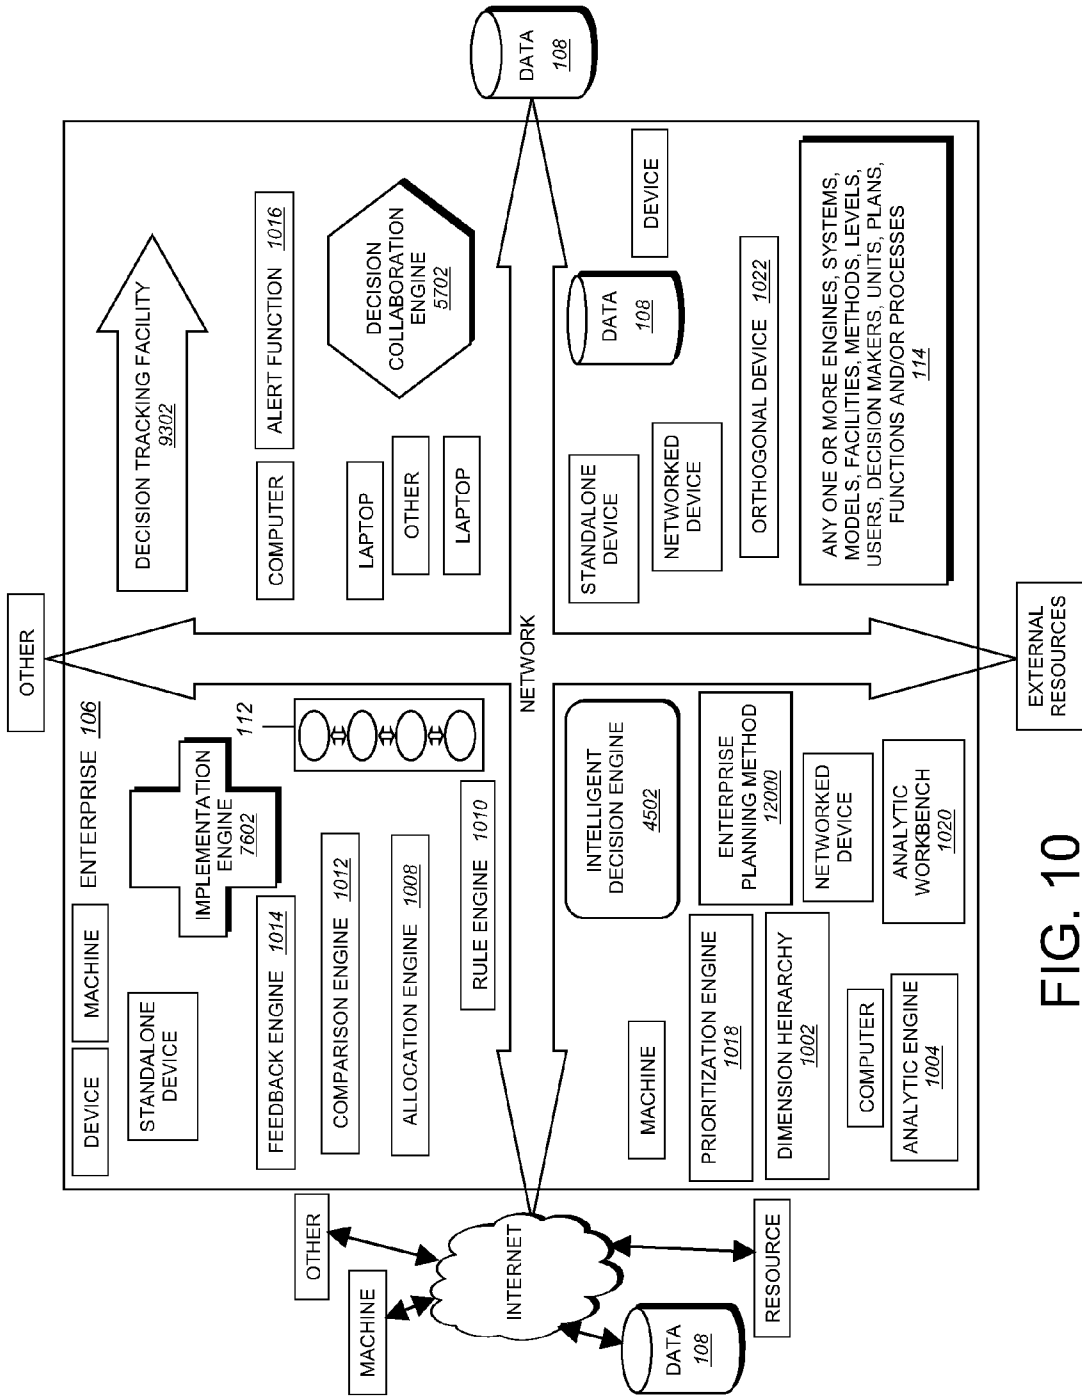 OTHER
ENTERPRISE 106
DEVICE
MACHINE
STANDALONE
DEVICE
IMPLEMENTATION
ENGINE
7602
FEEDBACK ENGINE 1014
112
COMPARISON ENGINE 1012
ALLOCATION ENGINE 1008
RULE ENGINE 1010
DECISION TRACKING FACILITY
9302
COMPUTER
ALERT FUNCTION 1016
LAPTOP
OTHER
LAPTOP
DECISION
COLLABORATION
ENGINE
5702
OTHER
MACHINE
INTERNET
DATA
108
RESOURCE
NETWORK
DATA
108
MACHINE
PRIORITIZATION ENGINE
1018
DIMENSION HEIRARCHY
1002
COMPUTER
ANALYTIC ENGINE
1004
INTELLIGENT
DECISION ENGINE
4502
ENTERPRISE
PLANNING METHOD
12000
NETWORKED
DEVICE
ANALYTIC
WORKBENCH
1020
STANDALONE
DEVICE
NETWORKED
DEVICE
ORTHOGONAL DEVICE 1022
DATA
108
DEVICE
ANY ONE OR MORE ENGINES, SYSTEMS,
MODELS, FACILITIES, METHODS, LEVELS,
USERS, DECISION MAKERS, UNITS, PLANS,
FUNCTIONS AND/OR PROCESSES
114
EXTERNAL
RESOURCES
FIG. 10